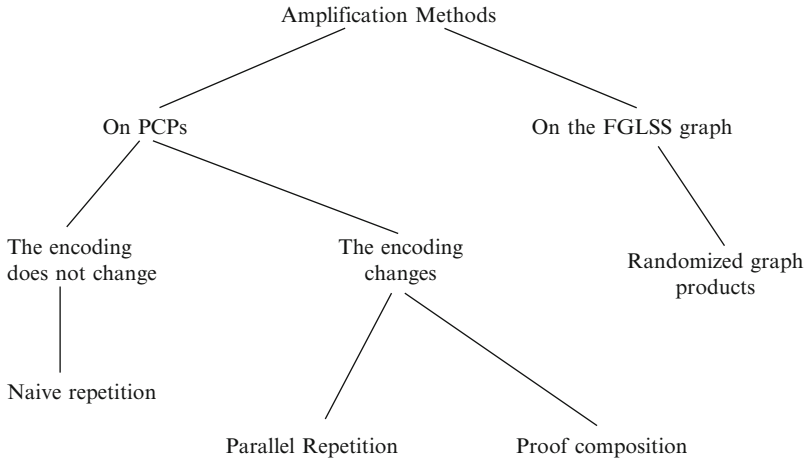 Amplification Methods
On PCPs
On the FGLSS graph
The encoding
does not change
The encoding
changes
Randomized graph
products
Naive repetition
Parallel Repetition
Proof composition